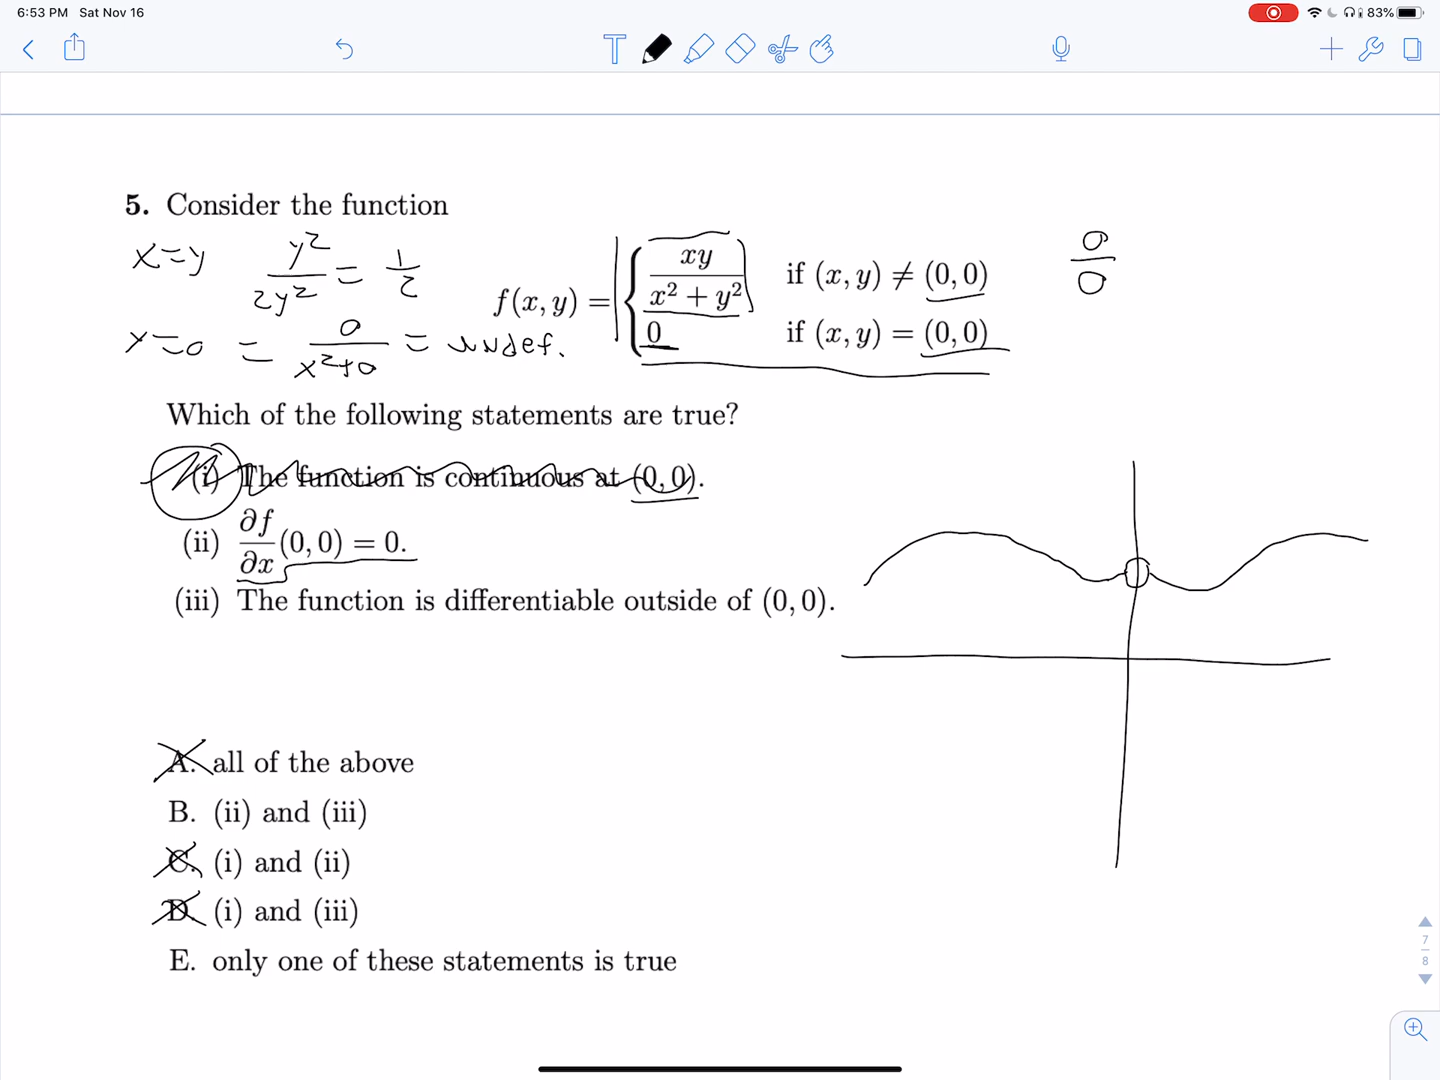 6:53 PM Sat Nov 16
83%
T
5. Consider the function
x=y y²/2y² = 1/2
f(x, y) = { xy/(x² + y²) if (x, y) ≠ (0, 0)
0 if (x, y) = (0, 0)
0/0
y=0 = 0/(x²+0) = undef.
Which of the following statements are true?
(i) The function is continuous at (0, 0).
(ii) ∂f/∂x (0, 0) = 0.
(iii) The function is differentiable outside of (0, 0).
A. all of the above
B. (ii) and (iii)
C. (i) and (ii)
D. (i) and (iii)
E. only one of these statements is true
7
8